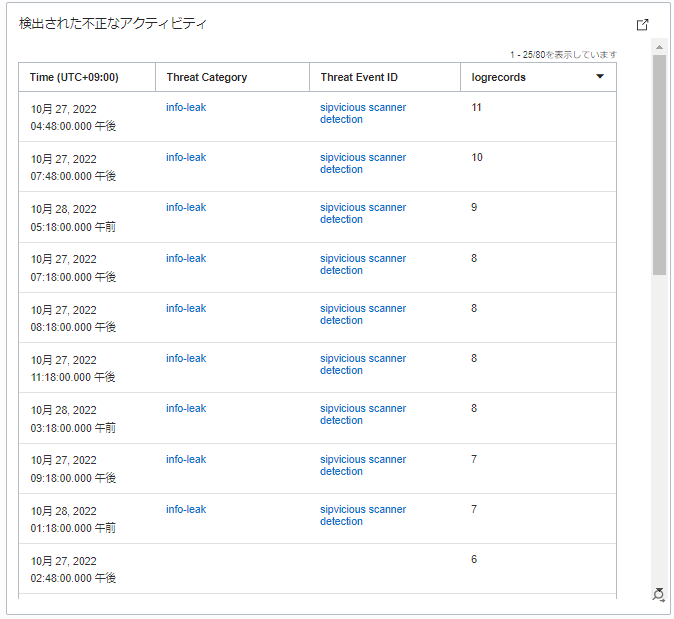 検出された不正なアクティビティ
1 - 25/80を表示しています
Time (UTC+09:00) Threat Category Threat Event ID logrecords
10月 27, 2022 info-leak sipvicious scanner 11
04:48:00.000 午後 detection
10月 27, 2022 info-leak sipvicious scanner 10
07:48:00.000 午後 detection
10月 28, 2022 info-leak sipvicious scanner 9
05:18:00.000 午前 detection
10月 27, 2022 info-leak sipvicious scanner 8
07:18:00.000 午後 detection
10月 27, 2022 info-leak sipvicious scanner 8
08:18:00.000 午後 detection
10月 27, 2022 info-leak sipvicious scanner 8
11:18:00.000 午後 detection
10月 28, 2022 info-leak sipvicious scanner 8
03:18:00.000 午前 detection
10月 27, 2022 info-leak sipvicious scanner 7
09:18:00.000 午後 detection
10月 28, 2022 info-leak sipvicious scanner 7
01:18:00.000 午前 detection
10月 27, 2022 6
02:48:00.000 午後